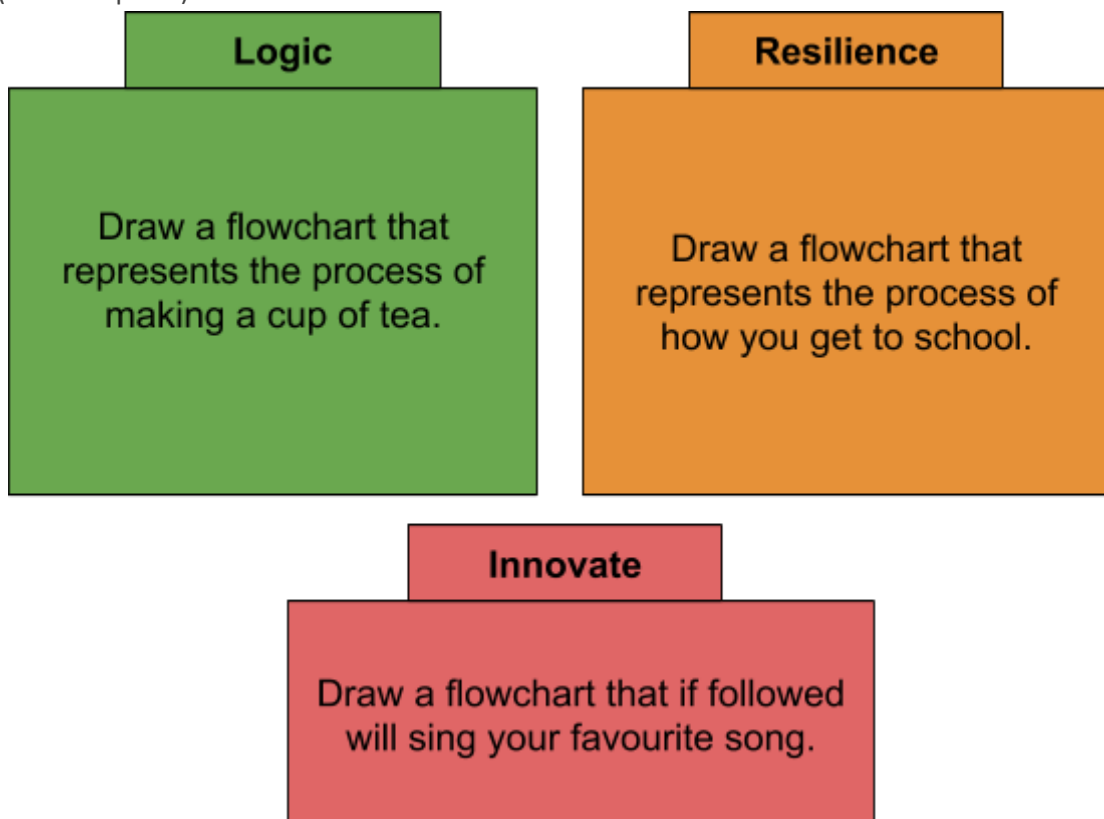 Logic
Draw a flowchart that
represents the process of
making a cup of tea.
Resilience
Draw a flowchart that
represents the process of
how you get to school.
Innovate
Draw a flowchart that if followed
will sing your favourite song.